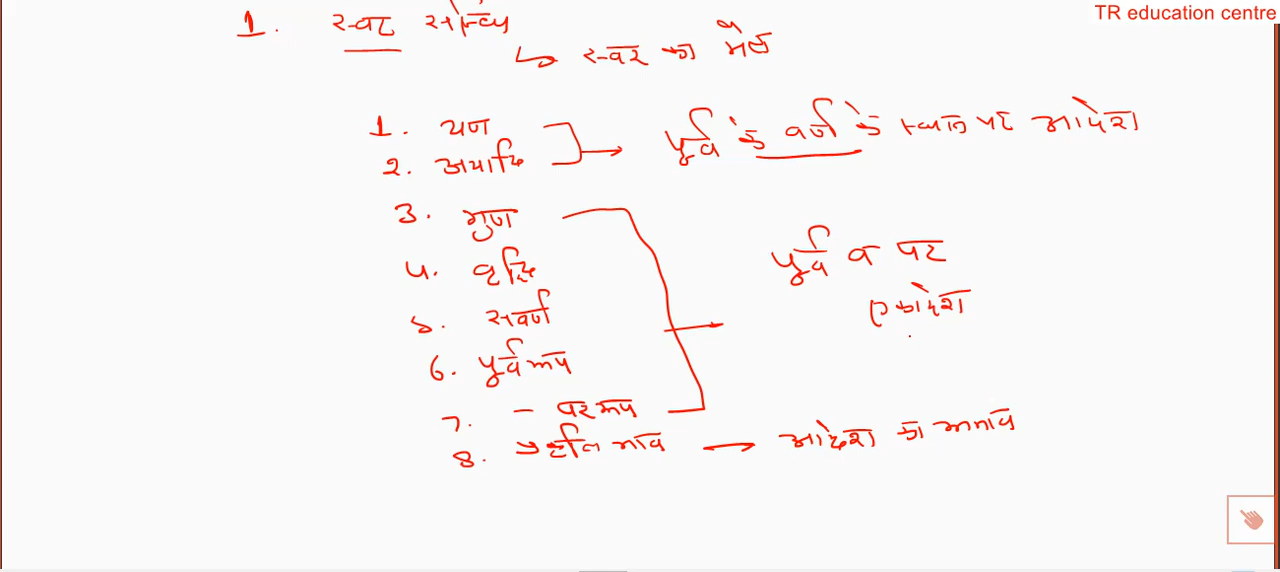 TR education centre
1. स्वर सन्धि
↳ स्वर का मेल
1. यण
2. अयादि
→ पूर्व के वर्ण के स्थान पर आदेश
3. गुण
4. वृद्धि
5. सवर्ण
6. पूर्वरूप
7. – पररूप
→ पूर्व व पर
एकादेश
8. प्रकृति भाव → आदेश का अभाव